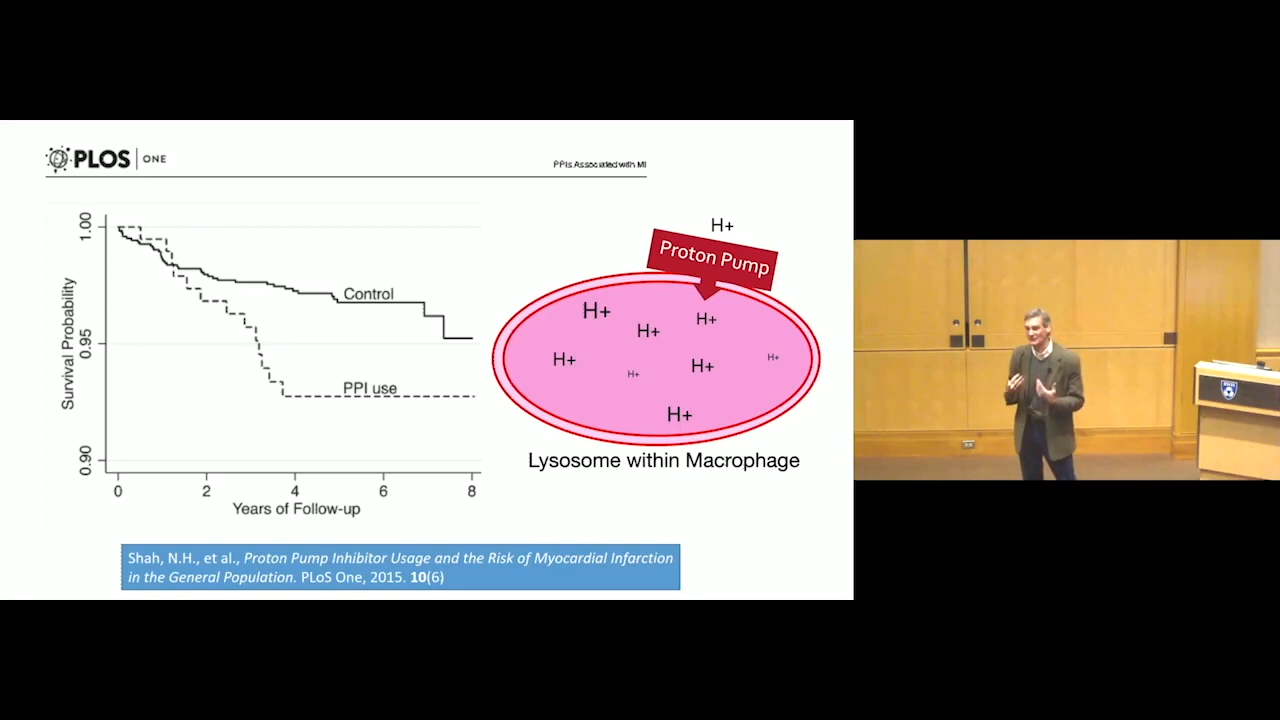 PLOS ONE
PPIs Associated with MI
Survival Probability
1.00
0.95
0.90
Control
PPI use
0
2
4
6
8
Years of Follow-up
H+
Proton Pump
H+
H+
H+
H+
H+
H+
H+
H+
Lysosome within Macrophage
Shah, N.H., et al., Proton Pump Inhibitor Usage and the Risk of Myocardial Infarction
in the General Population. PLoS One, 2015. 10(6)